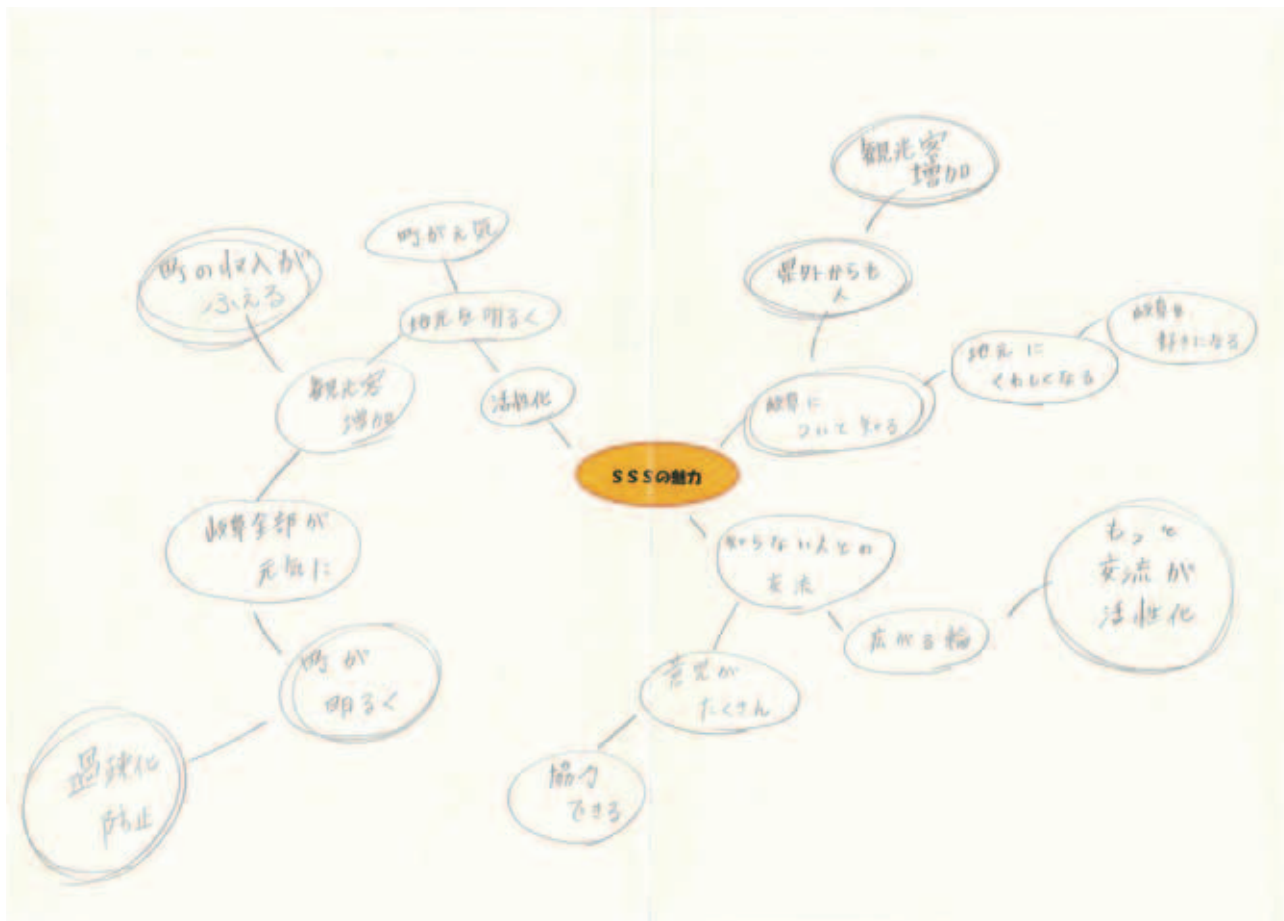 SSSの魅力
観光客
増加
県外からも
人
岐阜に
ついて知る
地元に
くわしくなる
岐阜を
好きになる
知らない人との
交流
広がる輪
もっと
交流が
活性化
意見が
たくさん
協力
できる
活性化
地元を明るく
町が元気
観光客
増加
町の収入が
ふえる
岐阜全部が
元気に
町が
明るく
過疎化
防止